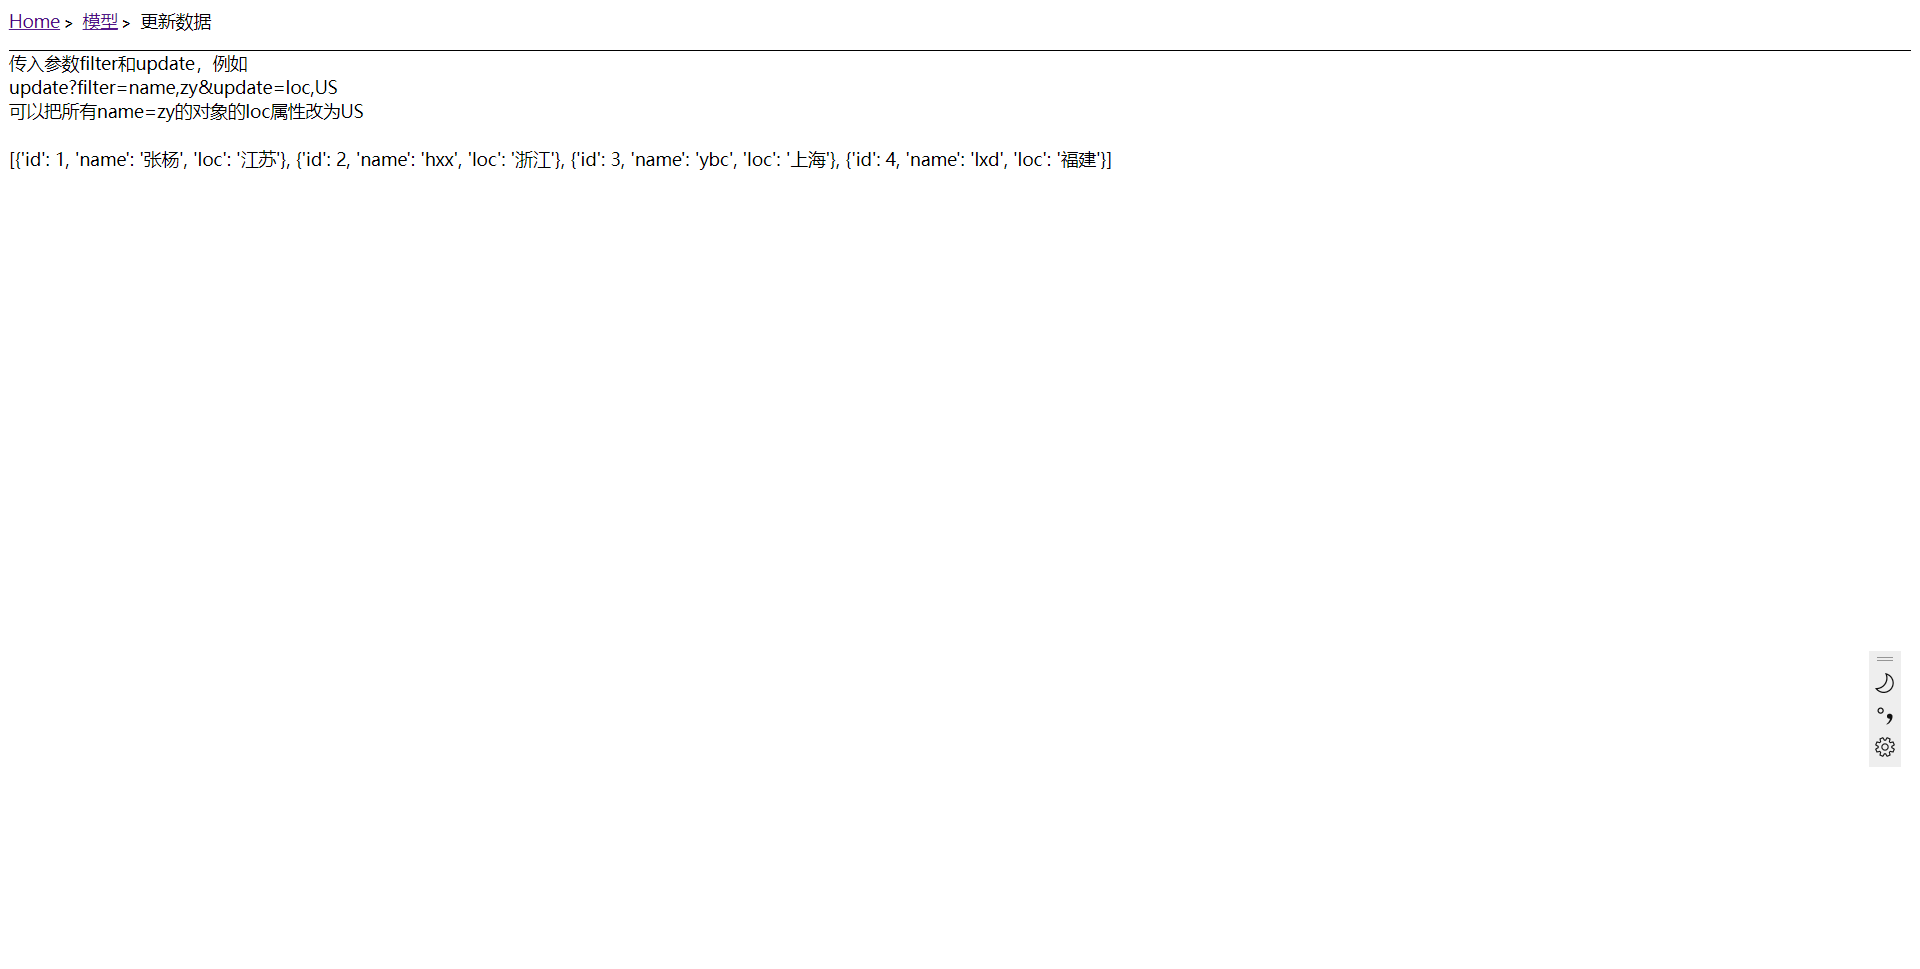 Home > 模型 > 更新数据
传入参数filter和update，例如
update?filter=name,zy&update=loc,US
可以把所有name=zy的对象的loc属性改为US
[{'id': 1, 'name': '张杨', 'loc': '江苏'}, {'id': 2, 'name': 'hxx', 'loc': '浙江'}, {'id': 3, 'name': 'ybc', 'loc': '上海'}, {'id': 4, 'name': 'lxd', 'loc': '福建'}]